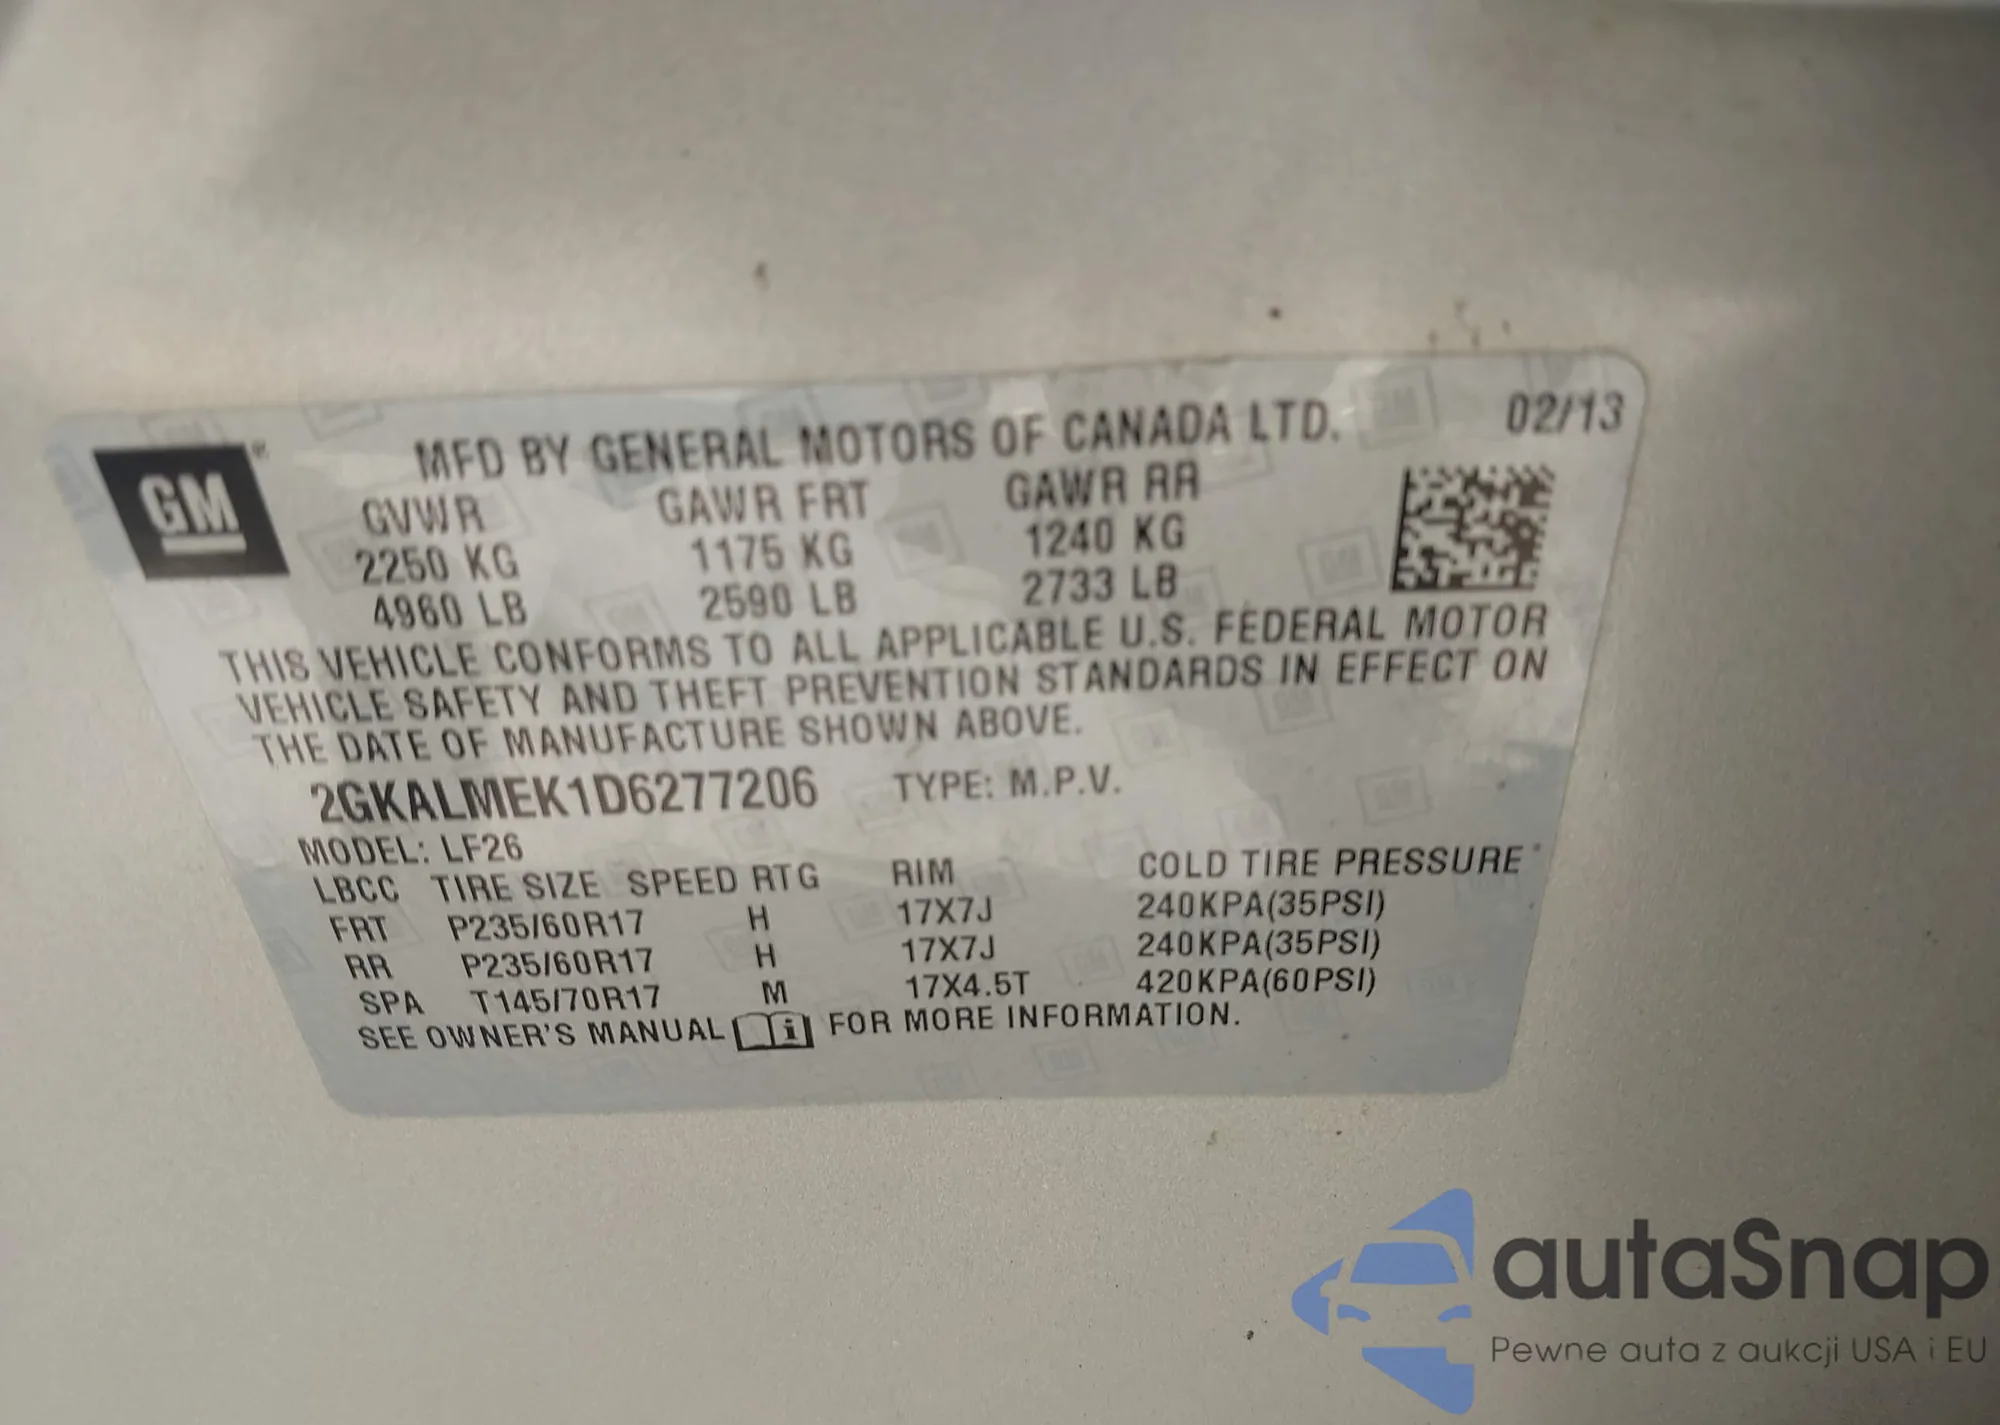 MFD BY GENERAL MOTORS OF CANADA LTD. 02/13
GM
GVWR GAWR FRT GAWR RR
2250 KG 1175 KG 1240 KG
4960 LB 2590 LB 2733 LB
THIS VEHICLE CONFORMS TO ALL APPLICABLE U.S. FEDERAL MOTOR
VEHICLE SAFETY AND THEFT PREVENTION STANDARDS IN EFFECT ON
THE DATE OF MANUFACTURE SHOWN ABOVE.
2GKALMEK1D6277206 TYPE: M.P.V.
MODEL: LF26
LBCC TIRE SIZE SPEED RTG RIM COLD TIRE PRESSURE
FRT P235/60R17 H 17X7J 240KPA(35PSI)
RR P235/60R17 H 17X7J 240KPA(35PSI)
SPA T145/70R17 M 17X4.5T 420KPA(60PSI)
SEE OWNER'S MANUAL i FOR MORE INFORMATION.
autaSnap
Pewne auta z aukcji USA i EU